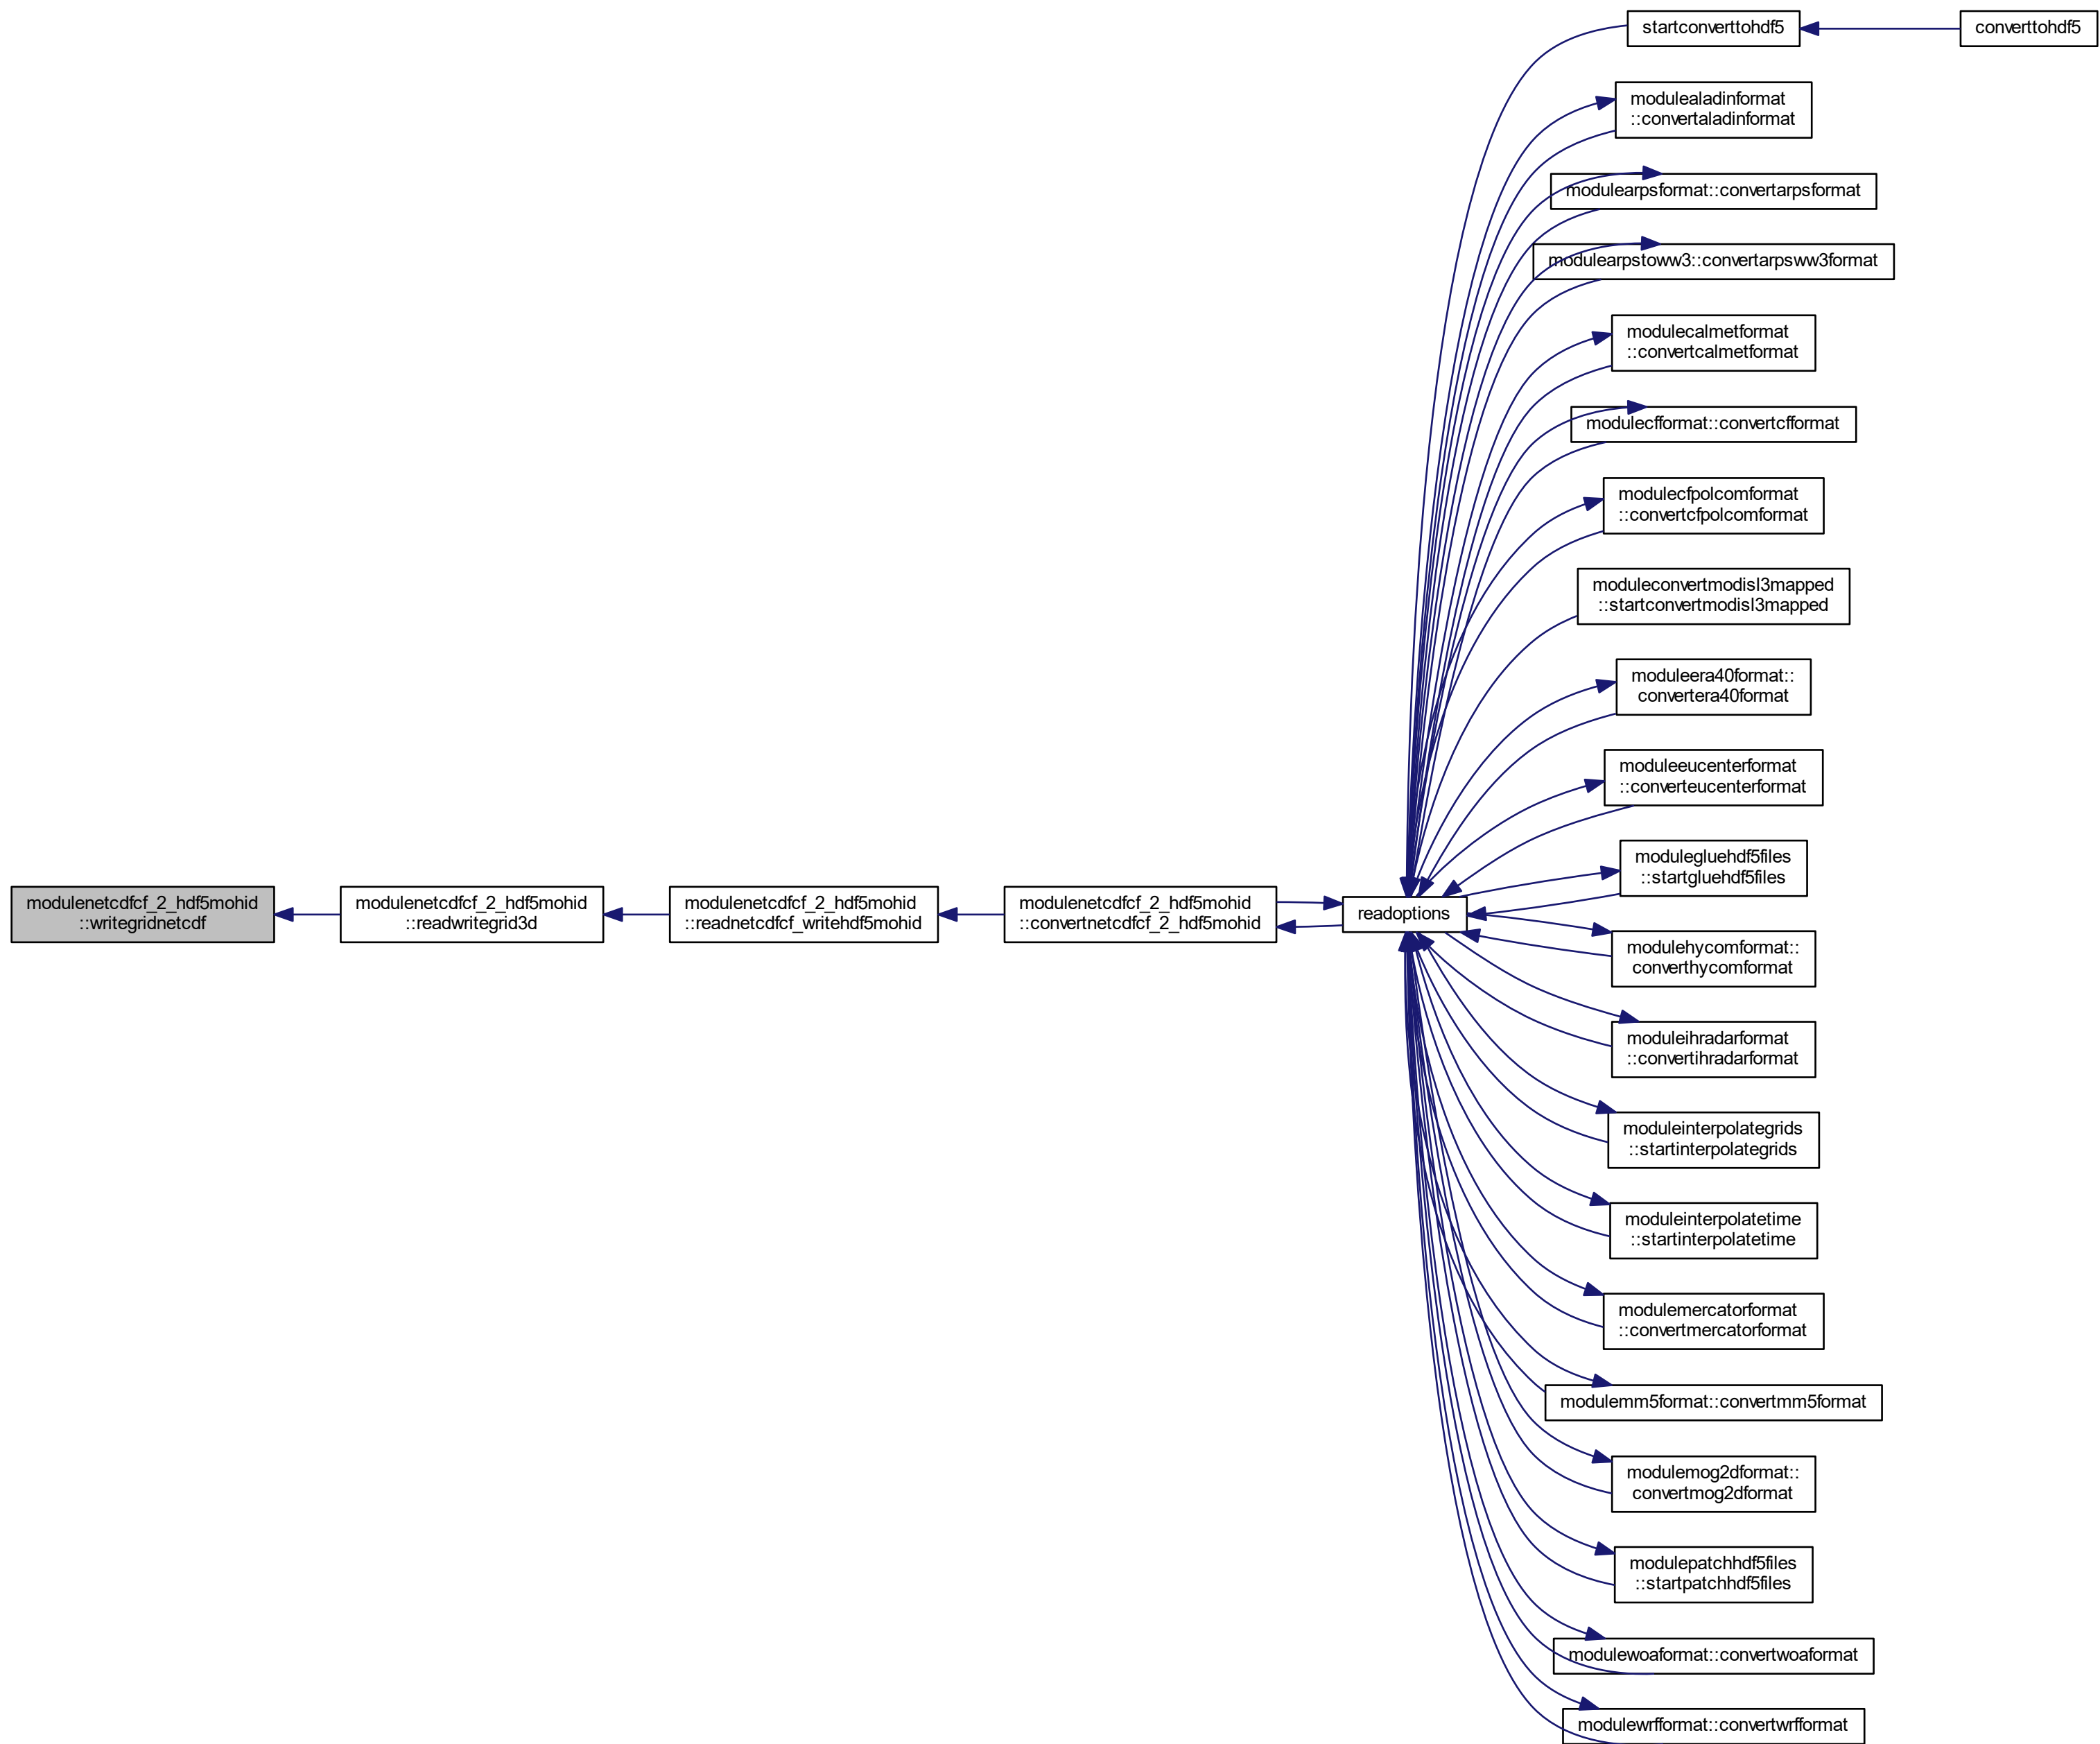 startconverttohdf5
converttohdf5
modulealadinformat
::convertaladinformat
modulearpsformat::convertarpsformat
modulearpstoww3::convertarpsww3format
modulecalmetformat
::convertcalmetformat
modulecfformat::convertcfformat
modulecfpolcomformat
::convertcfpolcomformat
moduleconvertmodisl3mapped
::startconvertmodisl3mapped
moduleera40format::
convertera40format
moduleeucenterformat
::converteucenterformat
modulegluehdf5files
::startgluehdf5files
modulenetcdfcf_2_hdf5mohid
::writegridnetcdf
modulenetcdfcf_2_hdf5mohid
::readwritegrid3d
modulenetcdfcf_2_hdf5mohid
::readnetcdfcf_writehdf5mohid
modulenetcdfcf_2_hdf5mohid
::convertnetcdfcf_2_hdf5mohid
readoptions
modulehycomformat::
converthycomformat
moduleihradarformat
::convertihradarformat
moduleinterpolategrids
::startinterpolategrids
moduleinterpolatetime
::startinterpolatetime
modulemercatorformat
::convertmercatorformat
modulemm5format::convertmm5format
modulemog2dformat::
convertmog2dformat
modulepatchhdf5files
::startpatchhdf5files
modulewoaformat::convertwoaformat
modulewrfformat::convertwrfformat